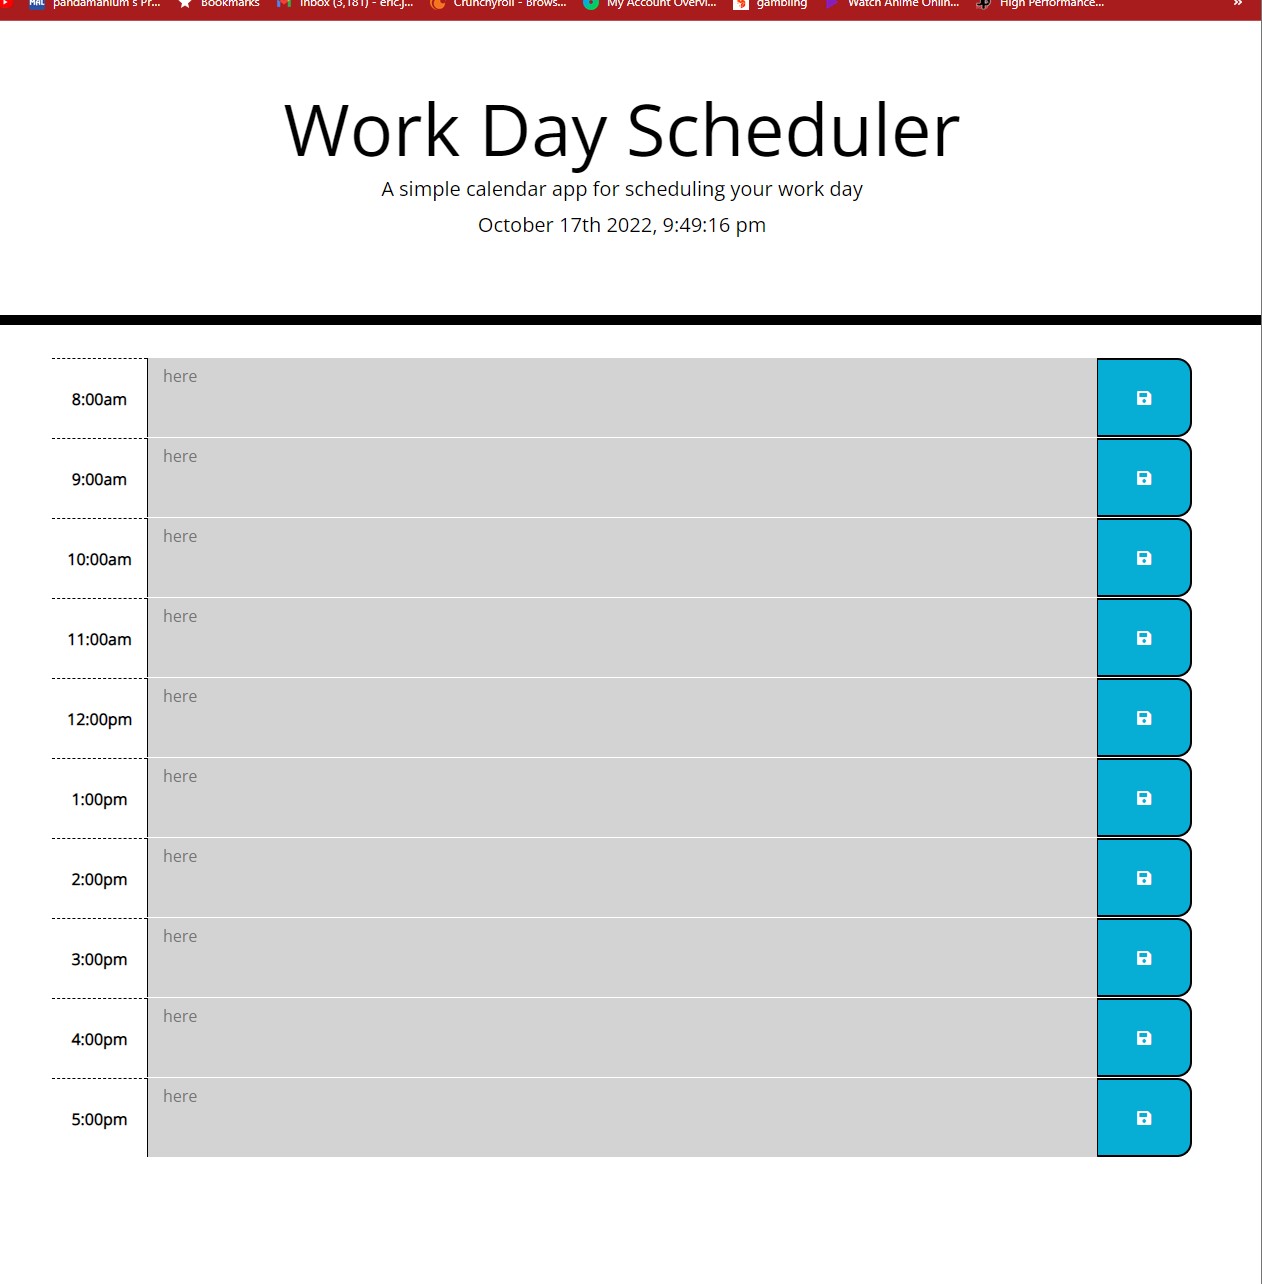 pandamanium's Pr... Bookmarks Inbox (3,181) - eric.j... Crunchyroll - Brows... My Account Overvi... gambling Watch Anime Onlin... High Performance... »
Work Day Scheduler
A simple calendar app for scheduling your work day
October 17th 2022, 9:49:16 pm
8:00am here
9:00am here
10:00am here
11:00am here
12:00pm here
1:00pm here
2:00pm here
3:00pm here
4:00pm here
5:00pm here